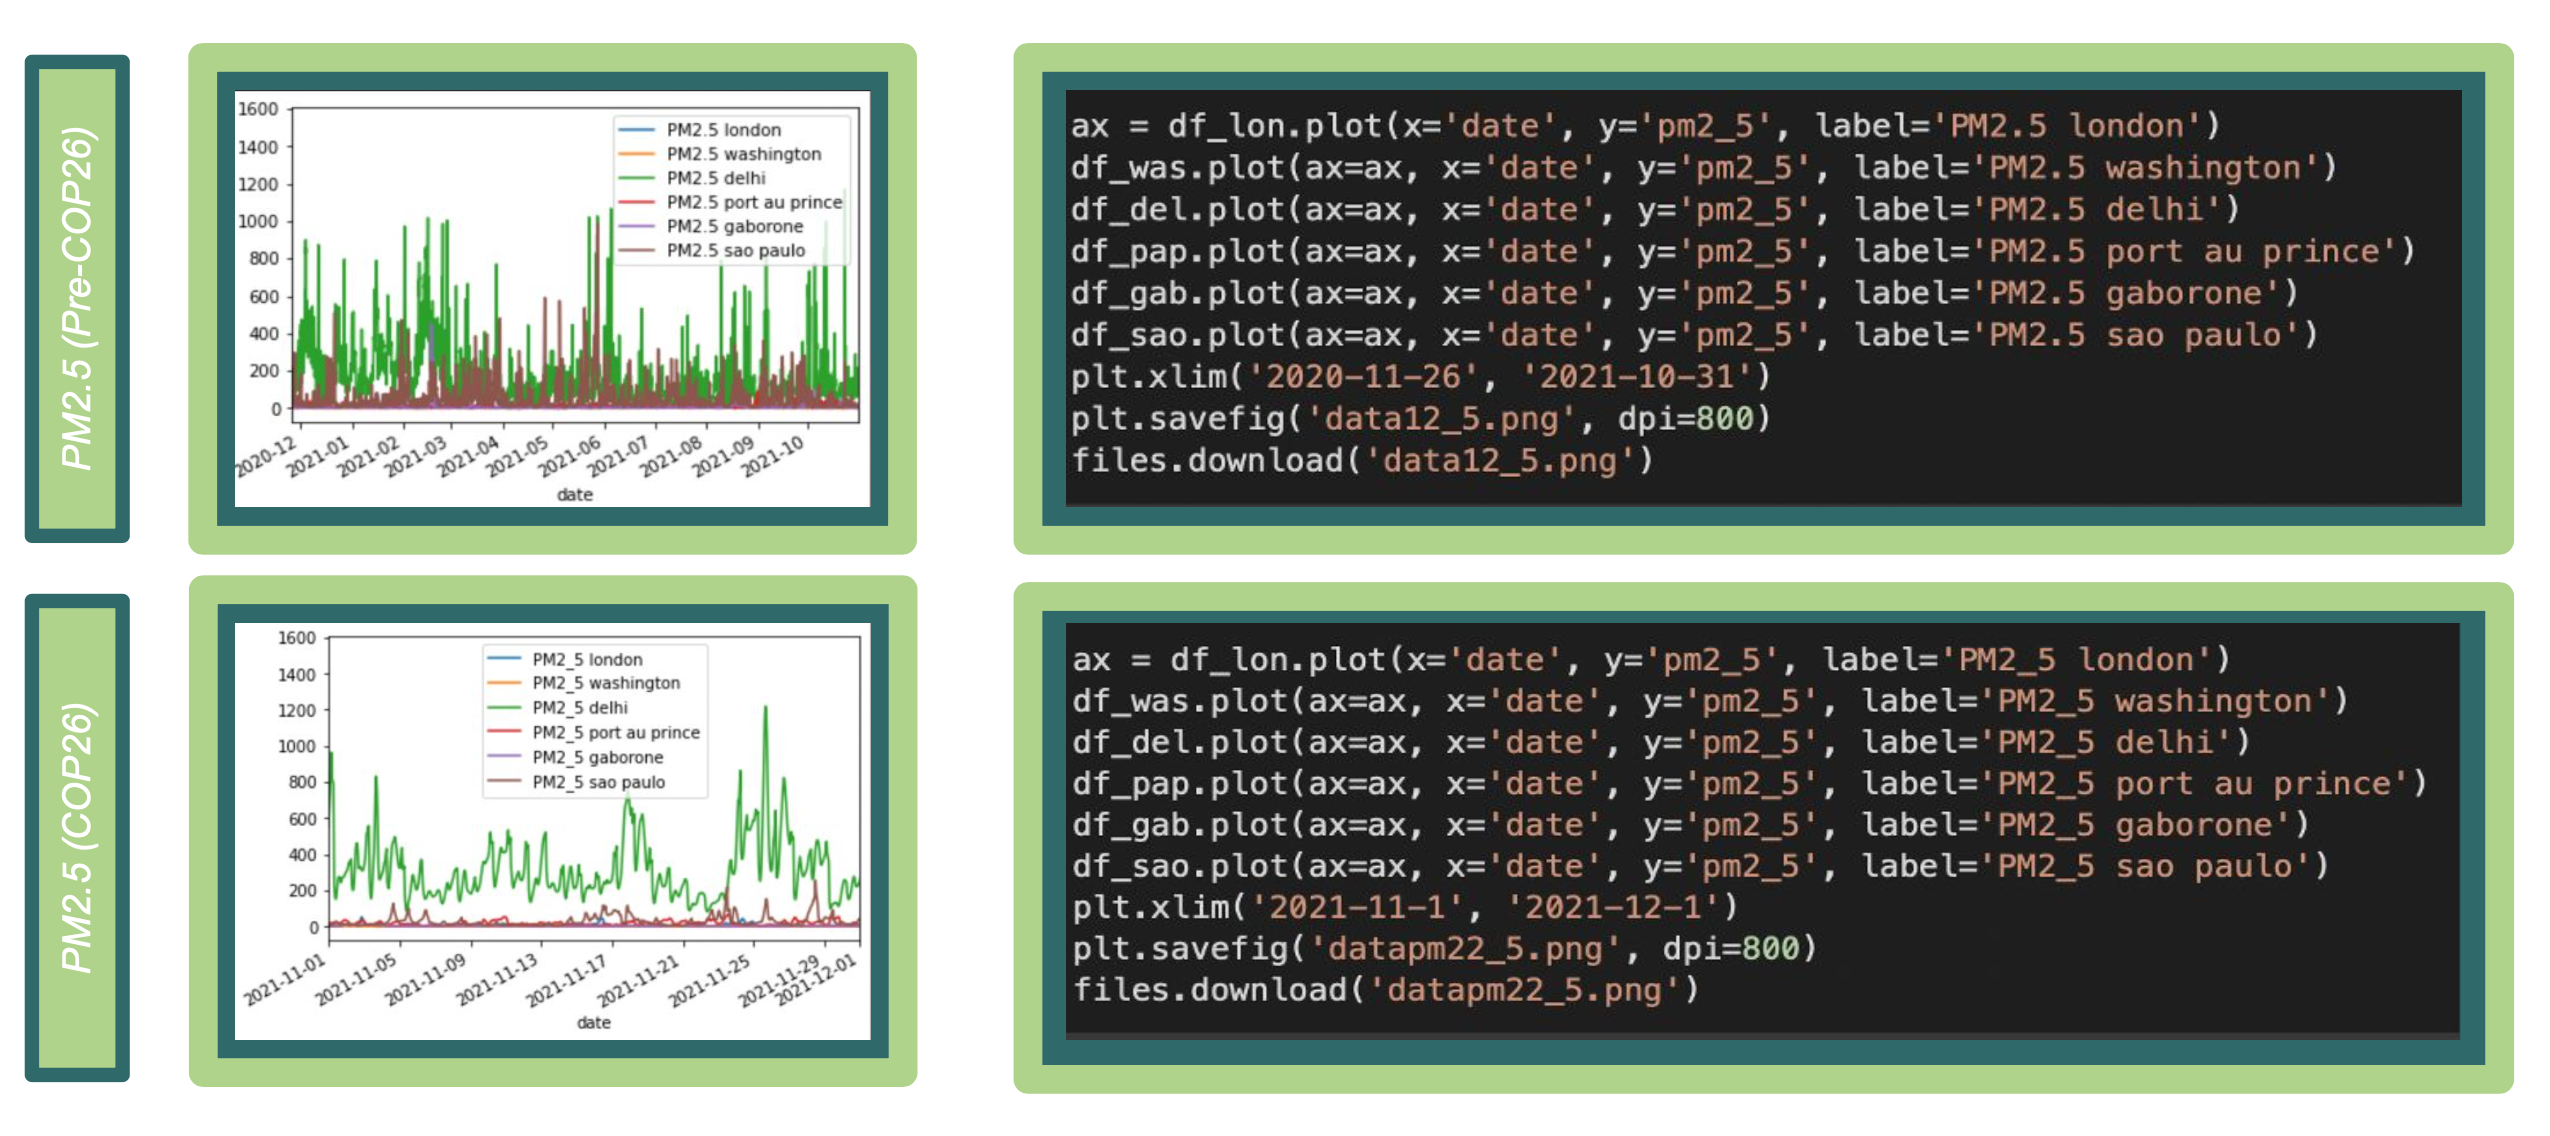 PM2.5 (Pre-COP26)
1600
1400
1200
1000
800
600
400
200
0
PM2.5 london
PM2.5 washington
PM2.5 delhi
PM2.5 port au prince
PM2.5 gaborone
PM2.5 sao paulo
2020-12
2021-01
2021-02
2021-03
2021-04
2021-05
2021-06
2021-07
2021-08
2021-09
2021-10
date
ax = df_lon.plot(x='date', y='pm2_5', label='PM2.5 london')
df_was.plot(ax=ax, x='date', y='pm2_5', label='PM2.5 washington')
df_del.plot(ax=ax, x='date', y='pm2_5', label='PM2.5 delhi')
df_pap.plot(ax=ax, x='date', y='pm2_5', label='PM2.5 port au prince')
df_gab.plot(ax=ax, x='date', y='pm2_5', label='PM2.5 gaborone')
df_sao.plot(ax=ax, x='date', y='pm2_5', label='PM2.5 sao paulo')
plt.xlim('2020-11-26', '2021-10-31')
plt.savefig('data12_5.png', dpi=800)
files.download('data12_5.png')
PM2.5 (COP26)
1600
1400
1200
1000
800
600
400
200
0
PM2_5 london
PM2_5 washington
PM2_5 delhi
PM2_5 port au prince
PM2_5 gaborone
PM2_5 sao paulo
2021-11-01
2021-11-05
2021-11-09
2021-11-13
2021-11-17
2021-11-21
2021-11-25
2021-11-29
2021-12-01
date
ax = df_lon.plot(x='date', y='pm2_5', label='PM2_5 london')
df_was.plot(ax=ax, x='date', y='pm2_5', label='PM2_5 washington')
df_del.plot(ax=ax, x='date', y='pm2_5', label='PM2_5 delhi')
df_pap.plot(ax=ax, x='date', y='pm2_5', label='PM2_5 port au prince')
df_gab.plot(ax=ax, x='date', y='pm2_5', label='PM2_5 gaborone')
df_sao.plot(ax=ax, x='date', y='pm2_5', label='PM2_5 sao paulo')
plt.xlim('2021-11-1', '2021-12-1')
plt.savefig('datapm22_5.png', dpi=800)
files.download('datapm22_5.png')